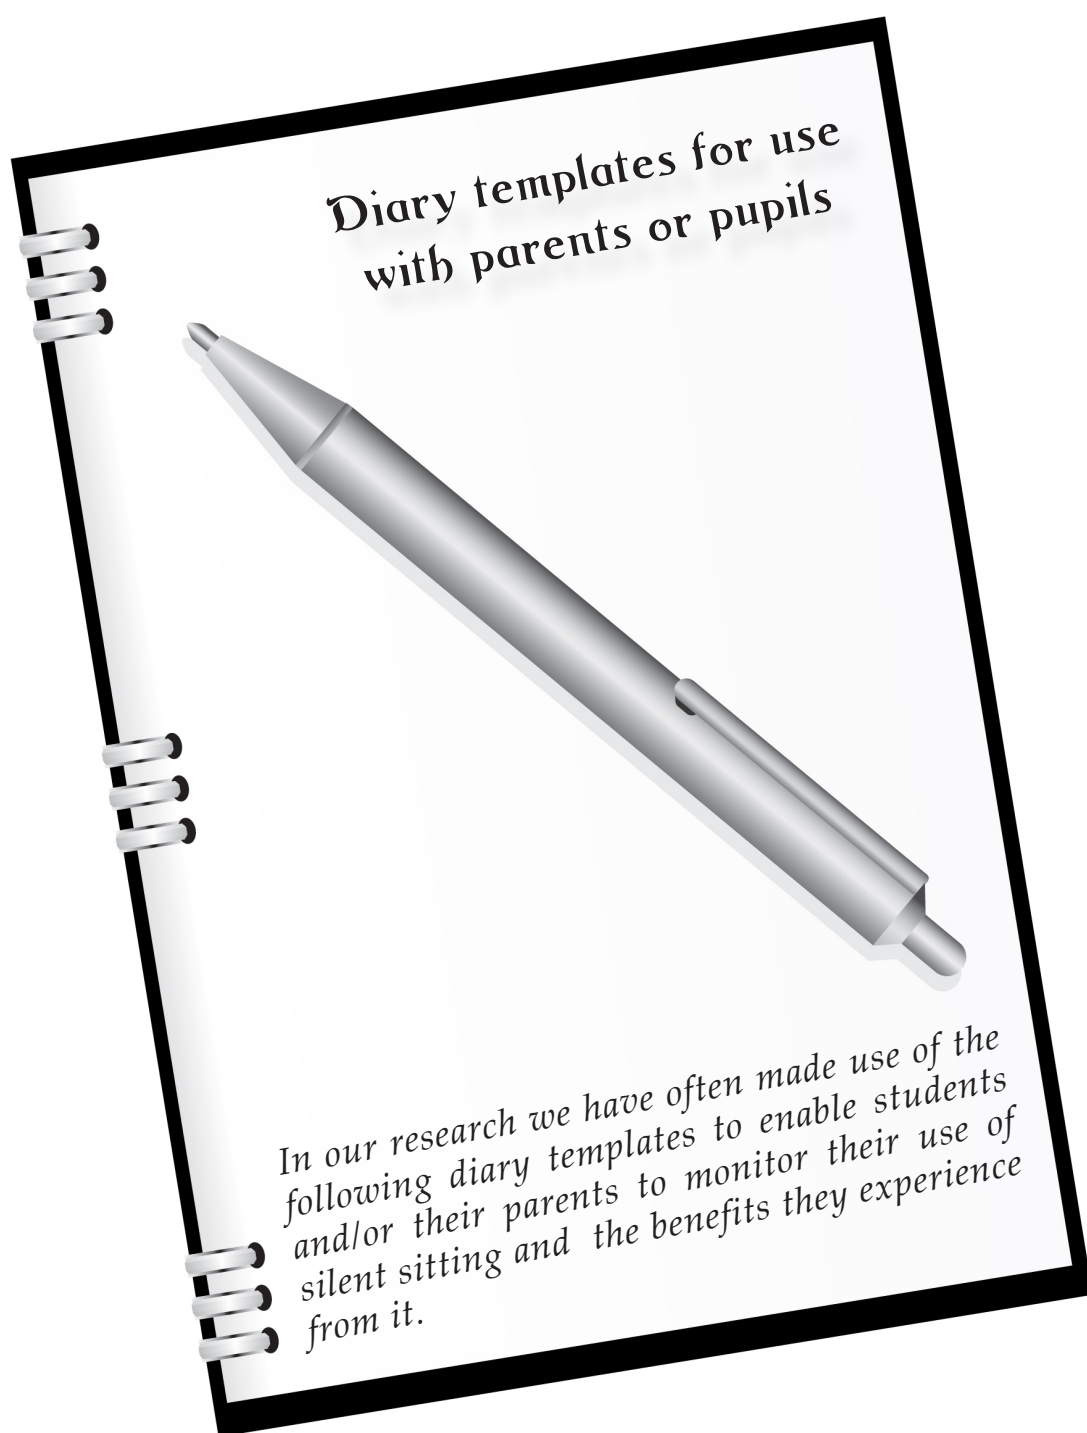 Diary templates for use
with parents or pupils
In our research we have often made use of the
following diary templates to enable students
and/or their parents to monitor their use of
silent sitting and the benefits they experience
from it.